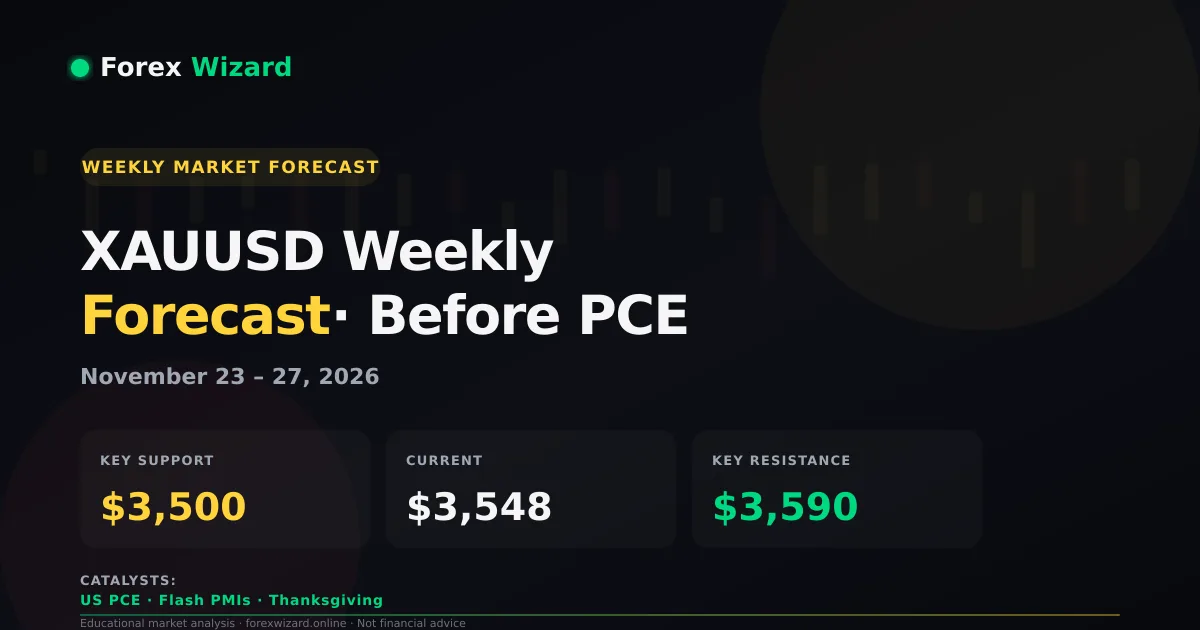 Forex Wizard
WEEKLY MARKET FORECAST
XAUUSD Weekly
Forecast· Before PCE
November 23 – 27, 2026
KEY SUPPORT
$3,500
CURRENT
$3,548
KEY RESISTANCE
$3,590
CATALYSTS:
US PCE · Flash PMIs · Thanksgiving
Educational market analysis · forexwizard.online · Not financial advice